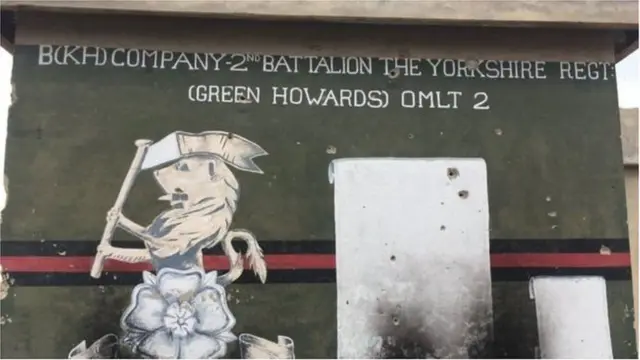 B(KH) COMPANY-2ND BATTALION THE YORKSHIRE REGT:
(GREEN HOWARDS) OMLT 2